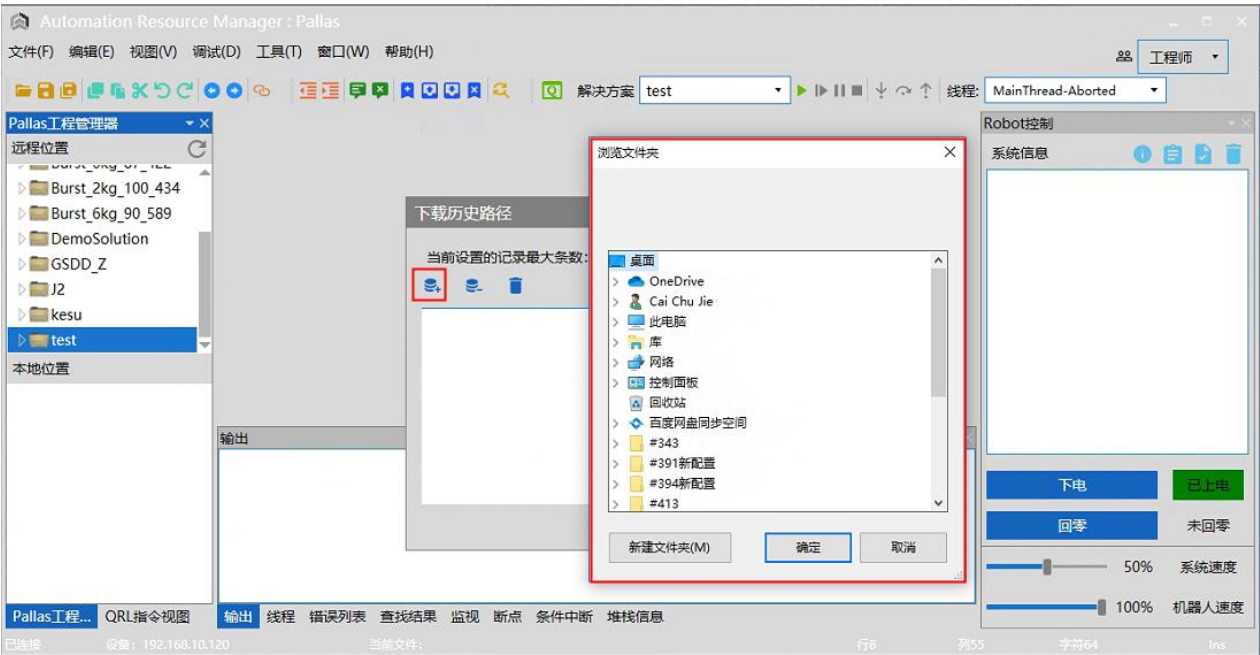 Automation Resource Manager : Pallas
文件(F) 编辑(E) 视图(V) 调试(D) 工具(T) 窗口(W) 帮助(H)
工程师
解决方案 test 线程: MainThread-Aborted
Pallas工程管理器
远程位置
Burst_2kg_100_434
Burst_6kg_90_589
DemoSolution
GSDD_Z
J2
kesu
test
本地位置
Pallas工程... QRL指令视图
下载历史路径
当前设置的记录最大条数:
浏览文件夹
桌面
OneDrive
Cai Chu Jie
此电脑
库
网络
控制面板
回收站
百度网盘同步空间
#343
#391新配置
#394新配置
#413
新建文件夹(M) 确定 取消
输出
输出 线程 错误列表 查找结果 监视 断点 条件中断 堆栈信息
Robot控制
系统信息
下电 已上电
回零 未回零
50% 系统速度
100% 机器人速度
已连接 设备: 192.168.10.120 当前文件: 行8 列55 字符64 Ins